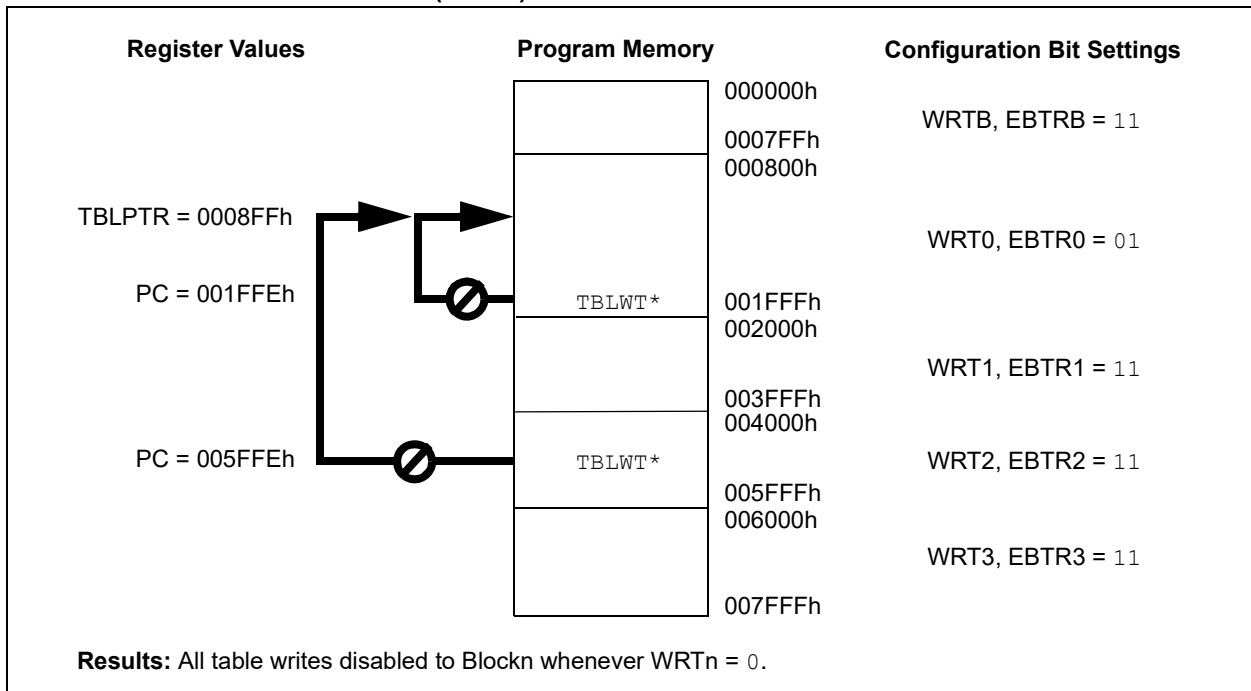 Register Values Program Memory Configuration Bit Settings
000000h
WRTB, EBTRB = 11
0007FFh
000800h
TBLPTR = 0008FFh
WRT0, EBTR0 = 01
PC = 001FFEh
TBLWT* 001FFFh
002000h
WRT1, EBTR1 = 11
003FFFh
004000h
PC = 005FFEh TBLWT* WRT2, EBTR2 = 11
005FFFh
006000h
WRT3, EBTR3 = 11
007FFFh
Results: All table writes disabled to Blockn whenever WRTn = 0.